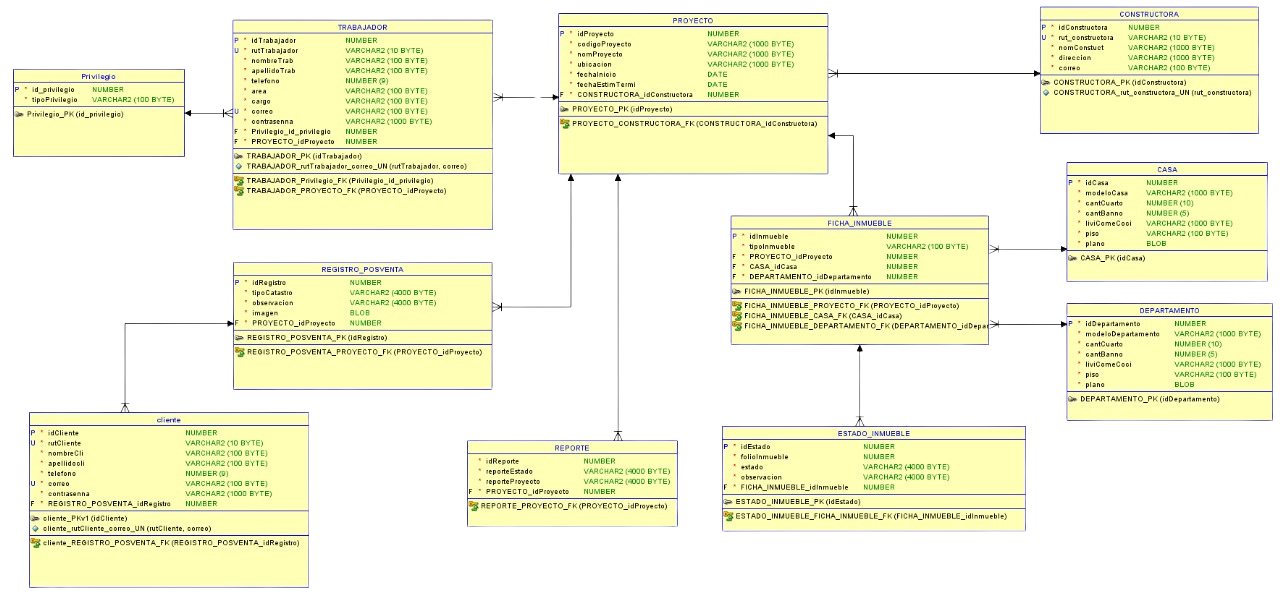 Privilegio
P * id_privilegio NUMBER
* tipoPrivilegio VARCHAR2 (100 BYTE)
Privilegio_PK (id_privilegio)
TRABAJADOR
P * idTrabajador NUMBER
U * rutTrabajador VARCHAR2 (10 BYTE)
* nombreTrab VARCHAR2 (100 BYTE)
* apellidoTrab VARCHAR2 (100 BYTE)
* telefono NUMBER (9)
* area VARCHAR2 (100 BYTE)
* cargo VARCHAR2 (100 BYTE)
U * correo VARCHAR2 (100 BYTE)
* contrasenna VARCHAR2 (1000 BYTE)
F * Privilegio_id_privilegio NUMBER
F * PROYECTO_idProyecto NUMBER
TRABAJADOR_PK (idTrabajador)
TRABAJADOR_rutTrabajador_correo_UN (rutTrabajador, correo)
TRABAJADOR_Privilegio_FK (Privilegio_id_privilegio)
TRABAJADOR_PROYECTO_FK (PROYECTO_idProyecto)
PROYECTO
P * idProyecto NUMBER
* codigoProyecto VARCHAR2 (1000 BYTE)
* nomProyecto VARCHAR2 (1000 BYTE)
* ubicacion VARCHAR2 (1000 BYTE)
* fechaInicio DATE
* fechaEstimTermi DATE
F * CONSTRUCTORA_idConstructora NUMBER
PROYECTO_PK (idProyecto)
PROYECTO_CONSTRUCTORA_FK (CONSTRUCTORA_idConstructora)
CONSTRUCTORA
P * idConstructora NUMBER
U * rut_constructora VARCHAR2 (10 BYTE)
* nomConstuct VARCHAR2 (1000 BYTE)
* direccion VARCHAR2 (1000 BYTE)
* correo VARCHAR2 (100 BYTE)
CONSTRUCTORA_PK (idConstructora)
CONSTRUCTORA_rut_constructora_UN (rut_constructora)
CASA
P * idCasa NUMBER
* modeloCasa VARCHAR2 (1000 BYTE)
* cantCuarto NUMBER (10)
* cantBanno NUMBER (5)
* liviComeCoci VARCHAR2 (1000 BYTE)
* piso VARCHAR2 (100 BYTE)
* plano BLOB
CASA_PK (idCasa)
FICHA_INMUEBLE
P * idInmueble NUMBER
* tipoInmueble VARCHAR2 (100 BYTE)
F * PROYECTO_idProyecto NUMBER
F * CASA_idCasa NUMBER
F * DEPARTAMENTO_idDepartamento NUMBER
FICHA_INMUEBLE_PK (idInmueble)
FICHA_INMUEBLE_PROYECTO_FK (PROYECTO_idProyecto)
FICHA_INMUEBLE_CASA_FK (CASA_idCasa)
FICHA_INMUEBLE_DEPARTAMENTO_FK (DEPARTAMENTO_idDepar
DEPARTAMENTO
P * idDepartamento NUMBER
* modeloDepartamento VARCHAR2 (1000 BYTE)
* cantCuarto NUMBER (10)
* cantBanno NUMBER (5)
* liviComeCoci VARCHAR2 (1000 BYTE)
* piso VARCHAR2 (100 BYTE)
* plano BLOB
DEPARTAMENTO_PK (idDepartamento)
REGISTRO_POSVENTA
P * idRegistro NUMBER
* tipoCatastro VARCHAR2 (4000 BYTE)
* observacion VARCHAR2 (4000 BYTE)
* imagen BLOB
F * PROYECTO_idProyecto NUMBER
REGISTRO_POSVENTA_PK (idRegistro)
REGISTRO_POSVENTA_PROYECTO_FK (PROYECTO_idProyecto)
cliente
P * idCliente NUMBER
U * rutCliente VARCHAR2 (10 BYTE)
* nombreCli VARCHAR2 (100 BYTE)
* apellidocli VARCHAR2 (100 BYTE)
* telefono NUMBER (9)
U * correo VARCHAR2 (100 BYTE)
* contrasenna VARCHAR2 (1000 BYTE)
F * REGISTRO_POSVENTA_idRegistro NUMBER
cliente_PKv1 (idCliente)
cliente_rutCliente_correo_UN (rutCliente, correo)
cliente_REGISTRO_POSVENTA_FK (REGISTRO_POSVENTA_idRegistro)
REPORTE
* idReporte NUMBER
* reporteEstado VARCHAR2 (4000 BYTE)
* reporteProyecto VARCHAR2 (4000 BYTE)
F * PROYECTO_idProyecto NUMBER
REPORTE_PROYECTO_FK (PROYECTO_idProyecto)
ESTADO_INMUEBLE
P * idEstado NUMBER
* folioInmueble NUMBER
* estado VARCHAR2 (4000 BYTE)
* observacion VARCHAR2 (4000 BYTE)
F * FICHA_INMUEBLE_idInmueble NUMBER
ESTADO_INMUEBLE_PK (idEstado)
ESTADO_INMUEBLE_FICHA_INMUEBLE_FK (FICHA_INMUEBLE_idInmueble)